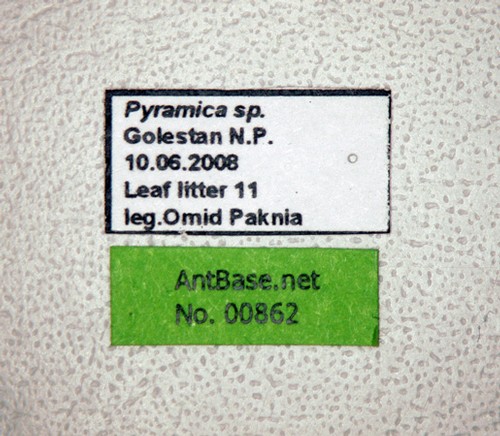 Pyramica sp.
Golestan N.P.
10.06.2008
Leaf litter 11
leg.Omid Paknia
AntBase.net
No. 00862